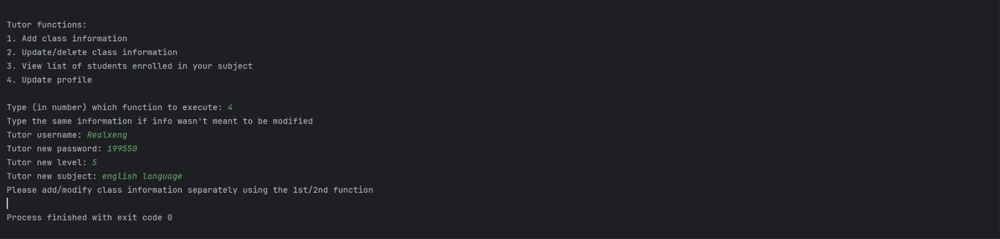 Tutor functions:
1. Add class information
2. Update/delete class information
3. View list of students enrolled in your subject
4. Update profile
Type (in number) which function to execute: 4
Type the same information if info wasn't meant to be modified
Tutor username: Realxeng
Tutor new password: 199550
Tutor new level: 5
Tutor new subject: english language
Please add/modify class information separately using the 1st/2nd function
Process finished with exit code 0